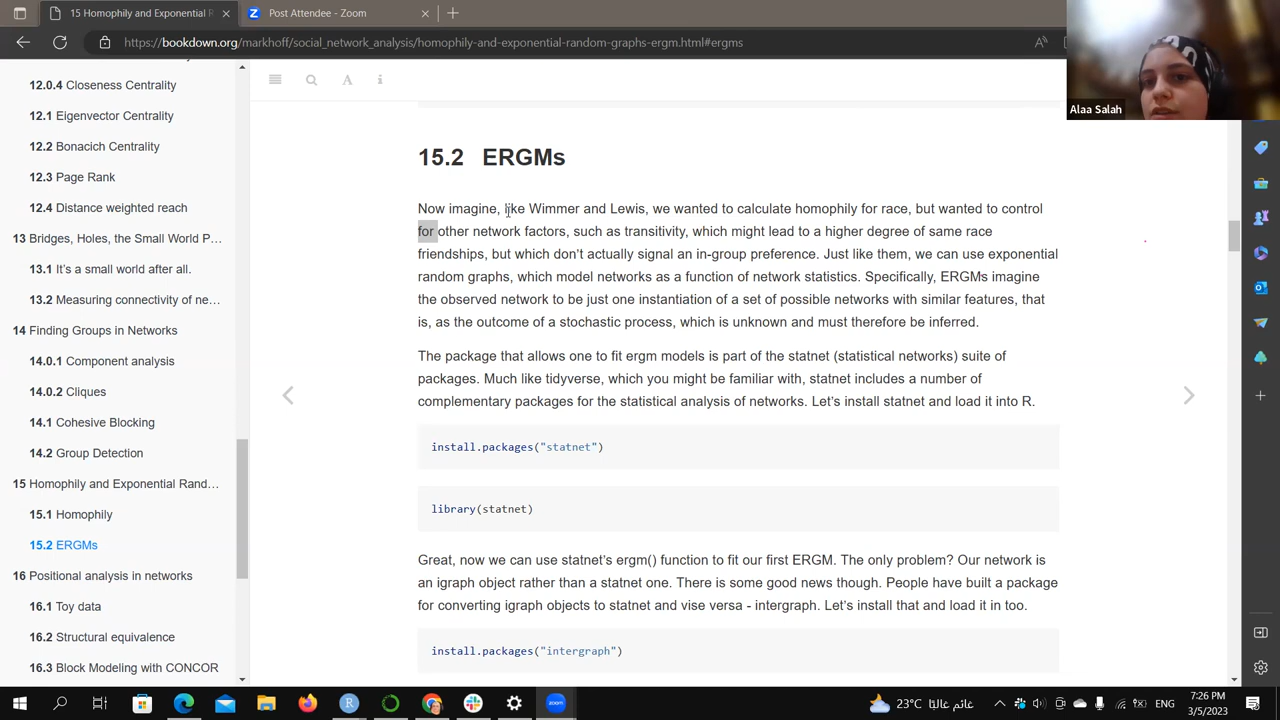 15 Homophily and Exponential R
Post Attendee - Zoom
https://bookdown.org/markhoff/social_network_analysis/homophily-and-exponential-random-graphs-ergm.html#ergms
Alaa Salah
12.0.4 Closeness Centrality
12.1 Eigenvector Centrality
12.2 Bonacich Centrality
12.3 Page Rank
12.4 Distance weighted reach
13 Bridges, Holes, the Small World P...
13.1 It's a small world after all.
13.2 Measuring connectivity of ne...
14 Finding Groups in Networks
14.0.1 Component analysis
14.0.2 Cliques
14.1 Cohesive Blocking
14.2 Group Detection
15 Homophily and Exponential Rand...
15.1 Homophily
15.2 ERGMs
16 Positional analysis in networks
16.1 Toy data
16.2 Structural equivalence
16.3 Block Modeling with CONCOR
15.2 ERGMs
Now imagine, like Wimmer and Lewis, we wanted to calculate homophily for race, but wanted to control
for other network factors, such as transitivity, which might lead to a higher degree of same race
friendships, but which don't actually signal an in-group preference. Just like them, we can use exponential
random graphs, which model networks as a function of network statistics. Specifically, ERGMs imagine
the observed network to be just one instantiation of a set of possible networks with similar features, that
is, as the outcome of a stochastic process, which is unknown and must therefore be inferred.
The package that allows one to fit ergm models is part of the statnet (statistical networks) suite of
packages. Much like tidyverse, which you might be familiar with, statnet includes a number of
complementary packages for the statistical analysis of networks. Let's install statnet and load it into R.
install.packages("statnet")
library(statnet)
Great, now we can use statnet's ergm() function to fit our first ERGM. The only problem? Our network is
an igraph object rather than a statnet one. There is some good news though. People have built a package
for converting igraph objects to statnet and vise versa - intergraph. Let's install that and load it in too.
install.packages("intergraph")
23°C غائم غالبًا
ENG
7:26 PM
3/5/2023